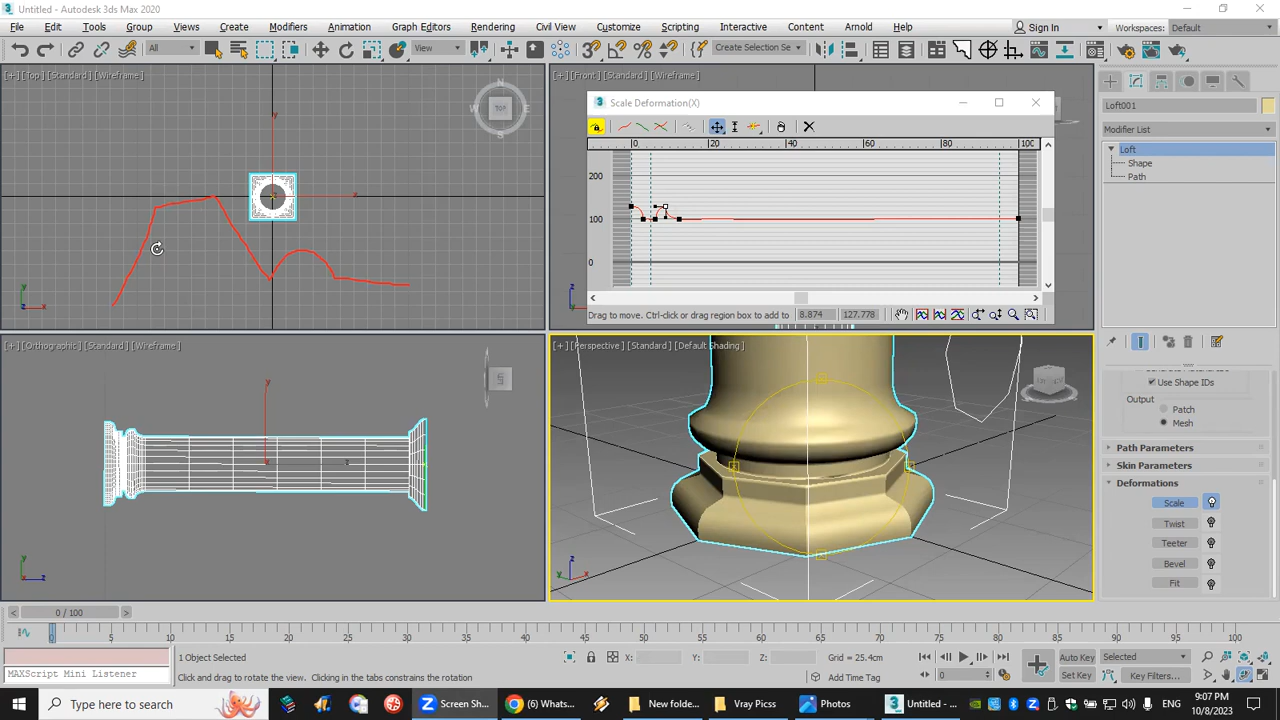 Untitled - Autodesk 3ds Max 2020
File Edit Tools Group Views Create Modifiers Animation Graph Editors Rendering Civil View Customize Scripting Interactive Content Arnold Help Sign In Workspaces: Default
All View Create Selection Se
[+] [Top] [Standard] [Wireframe]
[+] [Front] [Standard] [Wireframe]
N
W
TOP
y
x
y
z x
Scale Deformation(X)
0 20 40 60 80 100
200
100
0
Drag to move. Ctrl-click or drag region box to add to 8.874 127.778
z
Loft001
Modifier List
Loft
Shape
Path
[+] [Orthographic] [Standard] [Wireframe]
y
z
y
z
[+] [Perspective] [Standard] [Default Shading]
z
y x
Use Shape IDs
Output
Patch
Mesh
Path Parameters
Skin Parameters
Deformations
Scale
Twist
Teeter
Bevel
Fit
0 / 100
0 5 10 15 20 25 30 35 40 45 50 55 60 65 70 75 80 85 90 95 100
MAXScript Mini Listener
1 Object Selected
Click and drag to rotate the view. Clicking in the tabs constrains the rotation
X: Y: Z: Grid = 25.4cm
Add Time Tag
0
Auto Key Selected
Set Key Key Filters...
Type here to search
Screen Sh...
(6) Whats...
New folde...
Vray Picss
Photos
Untitled - ...
9:07 PM
10/8/2023